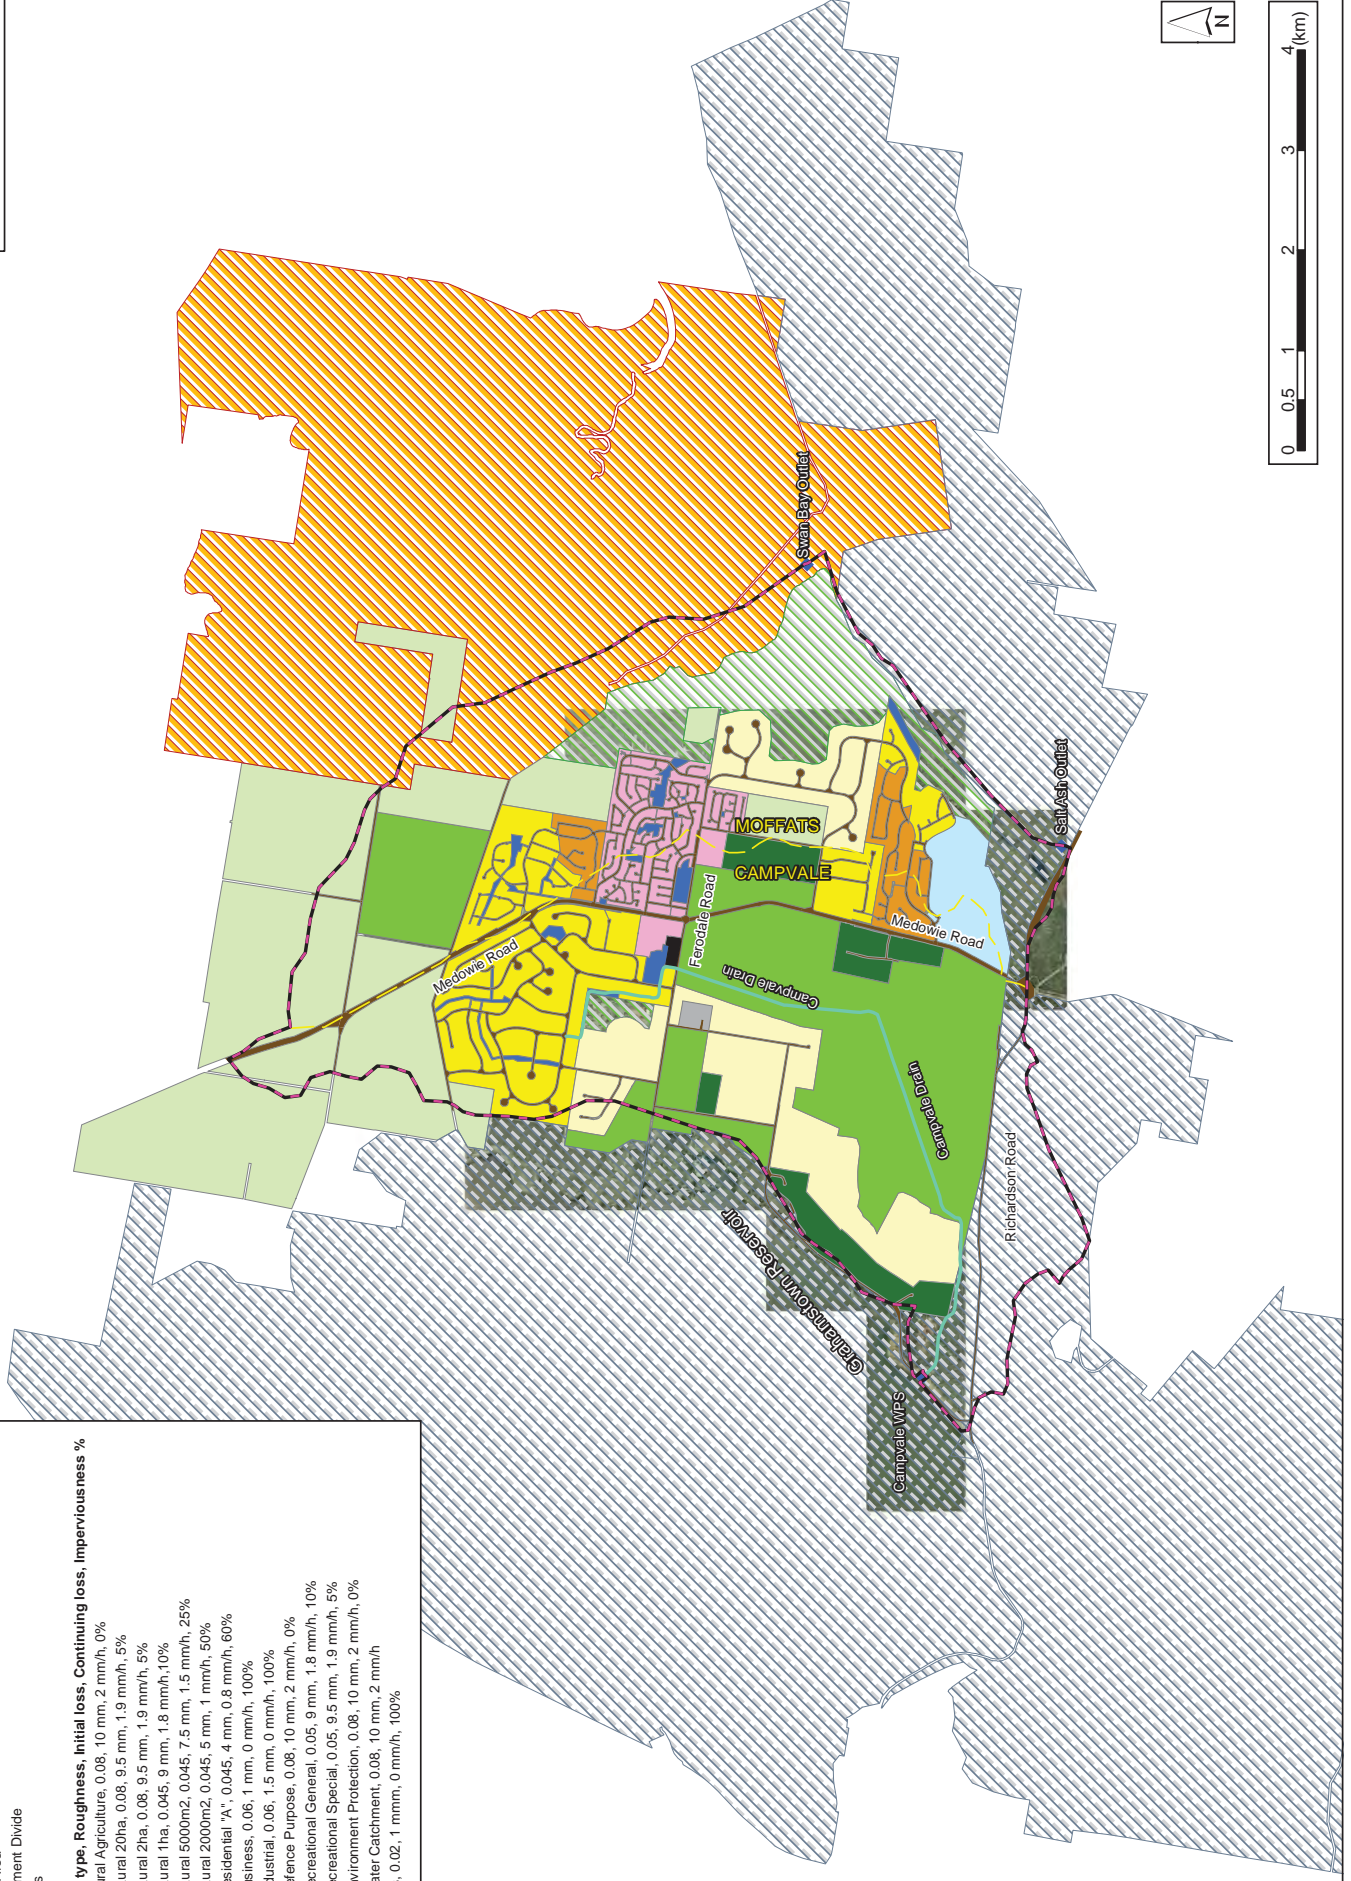 ment Divide
s
type, Roughness, Initial loss, Continuing loss, Imperviousness %
ural Agriculture, 0.08, 10 mm, 2 mm/h, 0%
ural 20ha, 0.08, 9.5 mm, 1.9 mm/h, 5%
ural 2ha, 0.08, 9.5 mm, 1.9 mm/h, 5%
ural 1ha, 0.045, 9 mm, 1.8 mm/h,10%
ural 5000m2, 0.045, 7.5 mm, 1.5 mm/h, 25%
ural 2000m2, 0.045, 5 mm, 1 mm/h, 50%
esidential "A", 0.045, 4 mm, 0.8 mm/h, 60%
usiness, 0.06, 1 mm, 0 mm/h, 100%
dustrial, 0.06, 1.5 mm, 0 mm/h, 100%
efence Purpose, 0.08, 10 mm, 2 mm/h, 0%
ecreational General, 0.05, 9 mm, 1.8 mm/h, 10%
ecreational Special, 0.05, 9.5 mm, 1.9 mm/h, 5%
nvironment Protection, 0.08, 10 mm, 2 mm/h, 0%
ater Catchment, 0.08, 10 mm, 2 mm/h
, 0.02, 1 mmm, 0 mm/h, 100%
Medowie Road
Ferodale Road
MOFFATS
CAMPVALE
Swan Bay Outlet
Campvale Drain
Medowie Road
Grahamstown Reservoir
Campvale Drain
Campvale WPS
Richardson Road
Salt Ash Outlet
N
0 0.5 1 2 3 4
(km)